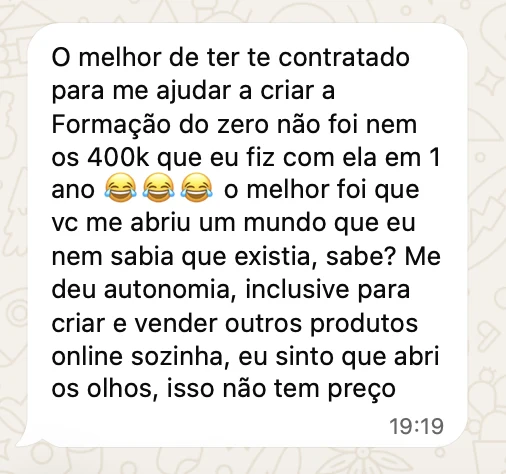 O melhor de ter te contratado
para me ajudar a criar a
Formação do zero não foi nem
os 400k que eu fiz com ela em 1
ano 😂😂😂 o melhor foi que
vc me abriu um mundo que eu
nem sabia que existia, sabe? Me
deu autonomia, inclusive para
criar e vender outros produtos
online sozinha, eu sinto que abri
os olhos, isso não tem preço
19:19